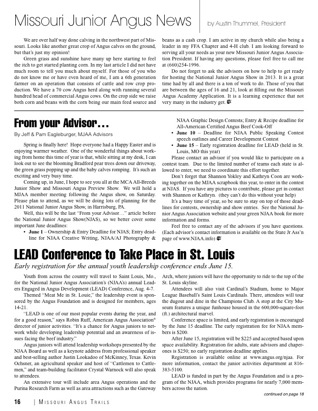 Missouri Junior Angus News
by Austin Thummel, President
We are over half way done calving in the northwest part of Missouri. Looks like another great crop of Angus calves on the ground, but that's just my opinion!
Green grass and sunshine have many up here starting to feel the itch to get started planting corn. In my last article I did not have much room to tell you much about myself. For those of you who do not know me or have even heard of me, I am a 4th generation farmer on an operation that consists of cattle and row crop production. We have a 70 cow Angus herd along with running several hundred head of commercial Angus cows. On the crop side we raise both corn and beans with the corn being our main feed source and
beans as a cash crop. I am active in my church while also being a leader in my FFA Chapter and 4-H club. I am looking forward to serving all your needs as your new Missouri Junior Angus Association President. If having any questions, please feel free to call me at (660)254-1996.
Do not forget to ask the advisors on how to help to get ready for hosting the National Junior Angus Show in 2013. It is a great time had by all and there is a ton of work to do. Those of you that are between the ages of 16 and 21, look at filling out the Missouri Angus Academy Application. It is a learning experience that not very many in the industry get.
From your Advisor…
By Jeff & Pam Eagleburger, MJAA Advisors
Spring is finally here! Hope everyone had a Happy Easter and is enjoying warmer weather. One of the wonderful things about working from home this time of year is that, while sitting at my desk, I can look out to see the blooming Bradford pear trees down our driveway, the green grass popping up and the baby calves romping. It's such an exciting and very busy time.
Coming up, in June, I hope to see you all at the MCA All-Breeds Junior Show and Missouri Angus Preview Show. We will hold a MJAA member meeting following the Angus show, on Saturday. Please plan to attend, as we will be doing lots of planning for the 2011 National Junior Angus Show, in Harrisburg, PA.
Well, this will be the last "From your Advisor…" article before the National Junior Angus Show(NJAS), so we better cover some important June deadlines:
• June 1 – Ownership & Entry Deadline for NJAS; Entry deadline for NJAA Creative Writing, NJAA/AJ Photography &
NJAA Graphic Design Contests; Entry & Recipe deadline for All-American Certified Angus Beef Cook-Off
• June 10 – Deadline for NJAA Public Speaking Contest speech outlines and Career Development Contest
• June 15 – Early registration deadline for LEAD (held in St. Louis, MO this year)
Please contact an advisor if you would like to participate on a contest team. Due to the limited number of teams each state is allowed to enter, we need to coordinate this effort together.
Don't forget that Shannon Yokley and Kathryn Coon are working together on the MJAA scrapbook this year, to enter in the contest at NJAS. If you have any pictures to contribute, please get in contact with Shannon or Kathryn… they can't do this without your help!
It's a busy time of year, so be sure to stay on top of those deadlines for contests, ownership and show entries. See the National Junior Angus Association website and your green NJAA book for more information and forms.
Feel free to contact any of the advisors if you have questions. (Each advisor's contact information is available on the State Jr Assn's page of www.NJAS.info)
LEAD Conference to Take Place in St. Louis
Early registration for the annual youth leadership conference ends June 15.
Youth from across the country will travel to Saint Louis, Mo., for the National Junior Angus Association's (NJAA's) annual Leaders Engaged in Angus Development (LEAD) Conference, Aug. 4-7.
Themed "Meat Me in St. Louis," the leadership event is sponsored by the Angus Foundation and is designed for members, ages 14-21.
"LEAD is one of our most popular events during the year, and for a good reason," says Robin Ruff, American Angus Association® director of junior activities. "It's a chance for Angus juniors to network while developing leadership potential and an awareness of issues facing the beef industry."
Angus juniors will attend leadership workshops presented by the NJAA Board as well as a keynote address from professional speaker and best-selling author Justin Lookadoo of McKinney, Texas. Kevin Ochsner, an agricultural speaker and host of "Cattlemen to Cattlemen," and team-building facilitator Crystal Warnock will also speak to attendees.
An extensive tour will include area Angus operations and the Purina Research Farm as well as area attractions such as the Gateway
Arch, where juniors will have the opportunity to ride to the top of the St. Louis skyline.
Attendees will also visit Cardinal's Stadium, home to Major League Baseball's Saint Louis Cardinals. There, attendees will tour the dugout and dine in the Champions Club. A stop at the City Museum features a unique funhouse housed in the 600,000-square-foot (ft.) architectural marvel.
Conference space is limited, and early registration is encouraged by the June 15 deadline. The early registration fee for NJAA members is $200.
After June 15, registration will be $225 and accepted based upon space availability. Registration for adults, state advisors and chaperones is $250; no early registration deadline applies.
Registration is available online at www.angus.org/njaa. For more information, contact the junior activities department at 816-383-5100.
LEAD is funded in part by the Angus Foundation and is a program of the NJAA, which provides programs for nearly 7,000 members across the nation.
continued on page 18
16 | Missouri Angus Trails